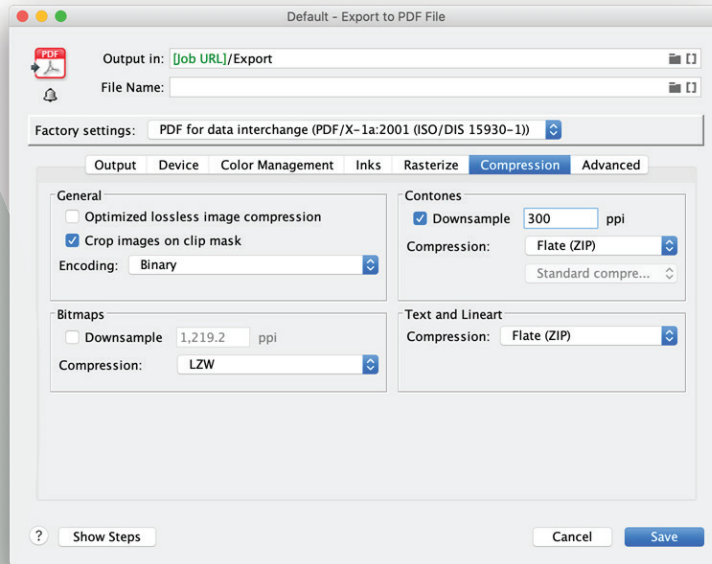 Default - Export to PDF File
PDF
Output in: [Job URL]/Export
File Name:
Factory settings: PDF for data interchange (PDF/X-1a:2001 (ISO/DIS 15930-1))
Output Device Color Management Inks Rasterize Compression Advanced
General
Optimized lossless image compression
Crop images on clip mask
Encoding: Binary
Contones
Downsample 300 ppi
Compression: Flate (ZIP)
Standard compre...
Bitmaps
Downsample 1,219.2 ppi
Compression: LZW
Text and Lineart
Compression: Flate (ZIP)
? Show Steps Cancel Save